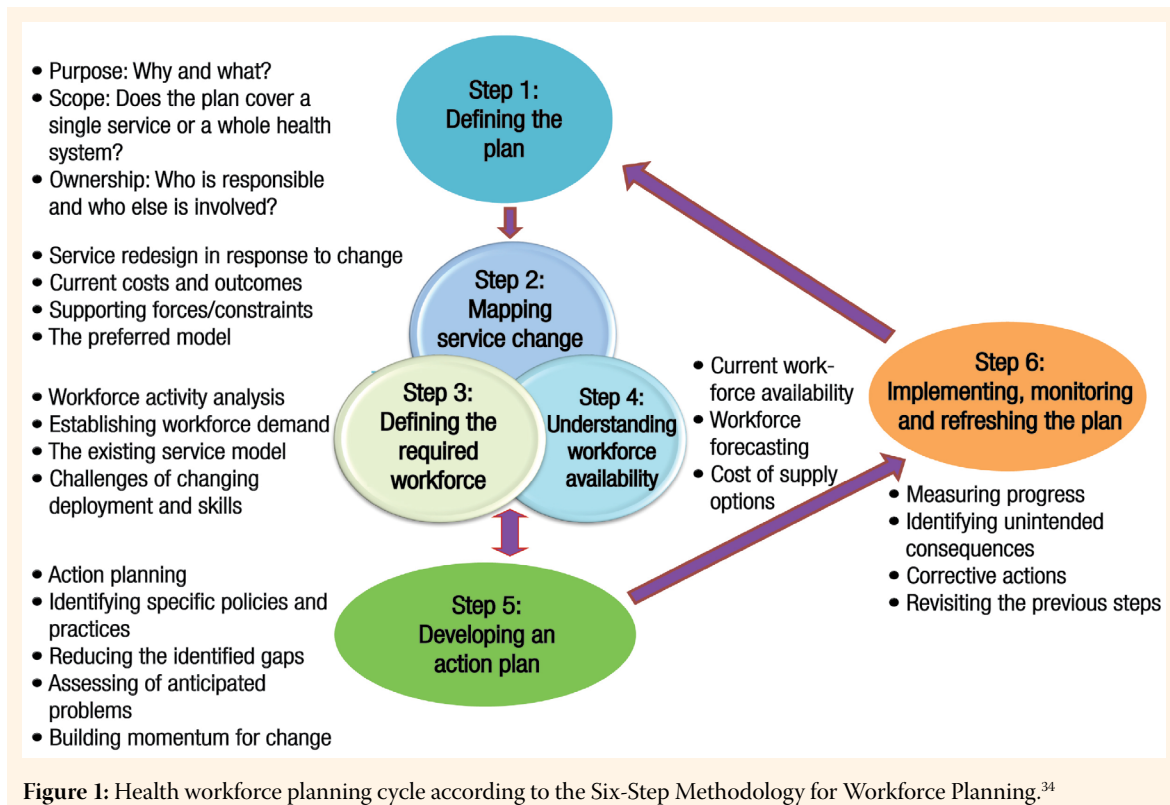 • Purpose: Why and what?
• Scope: Does the plan cover a
single service or a whole health
system?
• Ownership: Who is responsible
and who else is involved?
Step 1:
Defining the
plan
• Service redesign in response to change
• Current costs and outcomes
• Supporting forces/constraints
• The preferred model
Step 2:
Mapping
service change
• Workforce activity analysis
• Establishing workforce demand
• The existing service model
• Challenges of changing
deployment and skills
Step 3:
Defining the
required
workforce
Step 4:
Understanding
workforce
availability
• Current work-
force availability
• Workforce
forecasting
• Cost of supply
options
• Action planning
• Identifying specific policies and
practices
• Reducing the identified gaps
• Assessing of anticipated
problems
• Building momentum for change
Step 5:
Developing an
action plan
Step 6:
Implementing, monitoring
and refreshing the plan
• Measuring progress
• Identifying unintended
consequences
• Corrective actions
• Revisiting the previous steps
Figure 1: Health workforce planning cycle according to the Six-Step Methodology for Workforce Planning.34